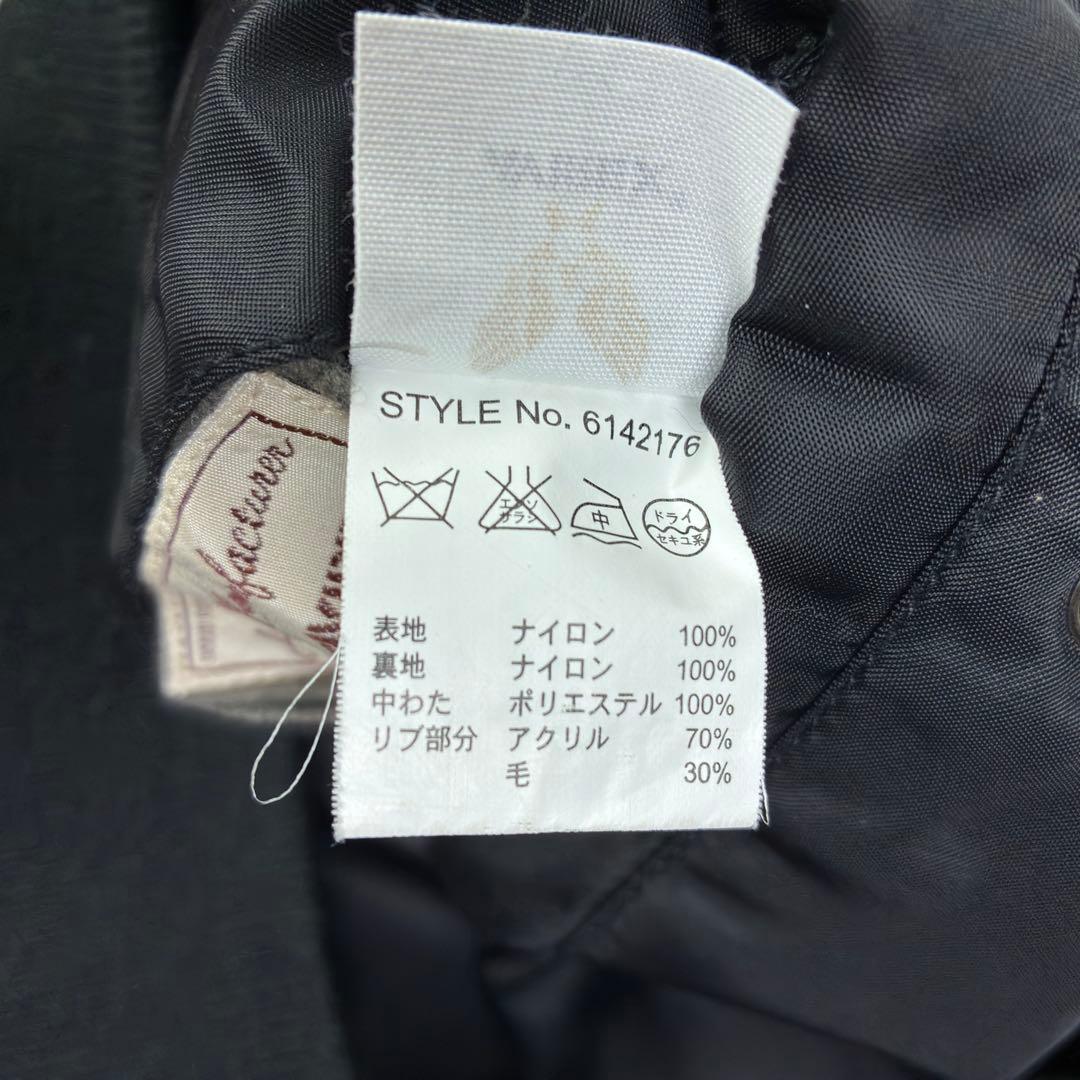 STYLE No. 6142176
エンソ
サラシ
中
ドライ
セキユ系
表地 ナイロン 100%
裏地 ナイロン 100%
中わた ポリエステル 100%
リブ部分 アクリル 70%
毛 30%